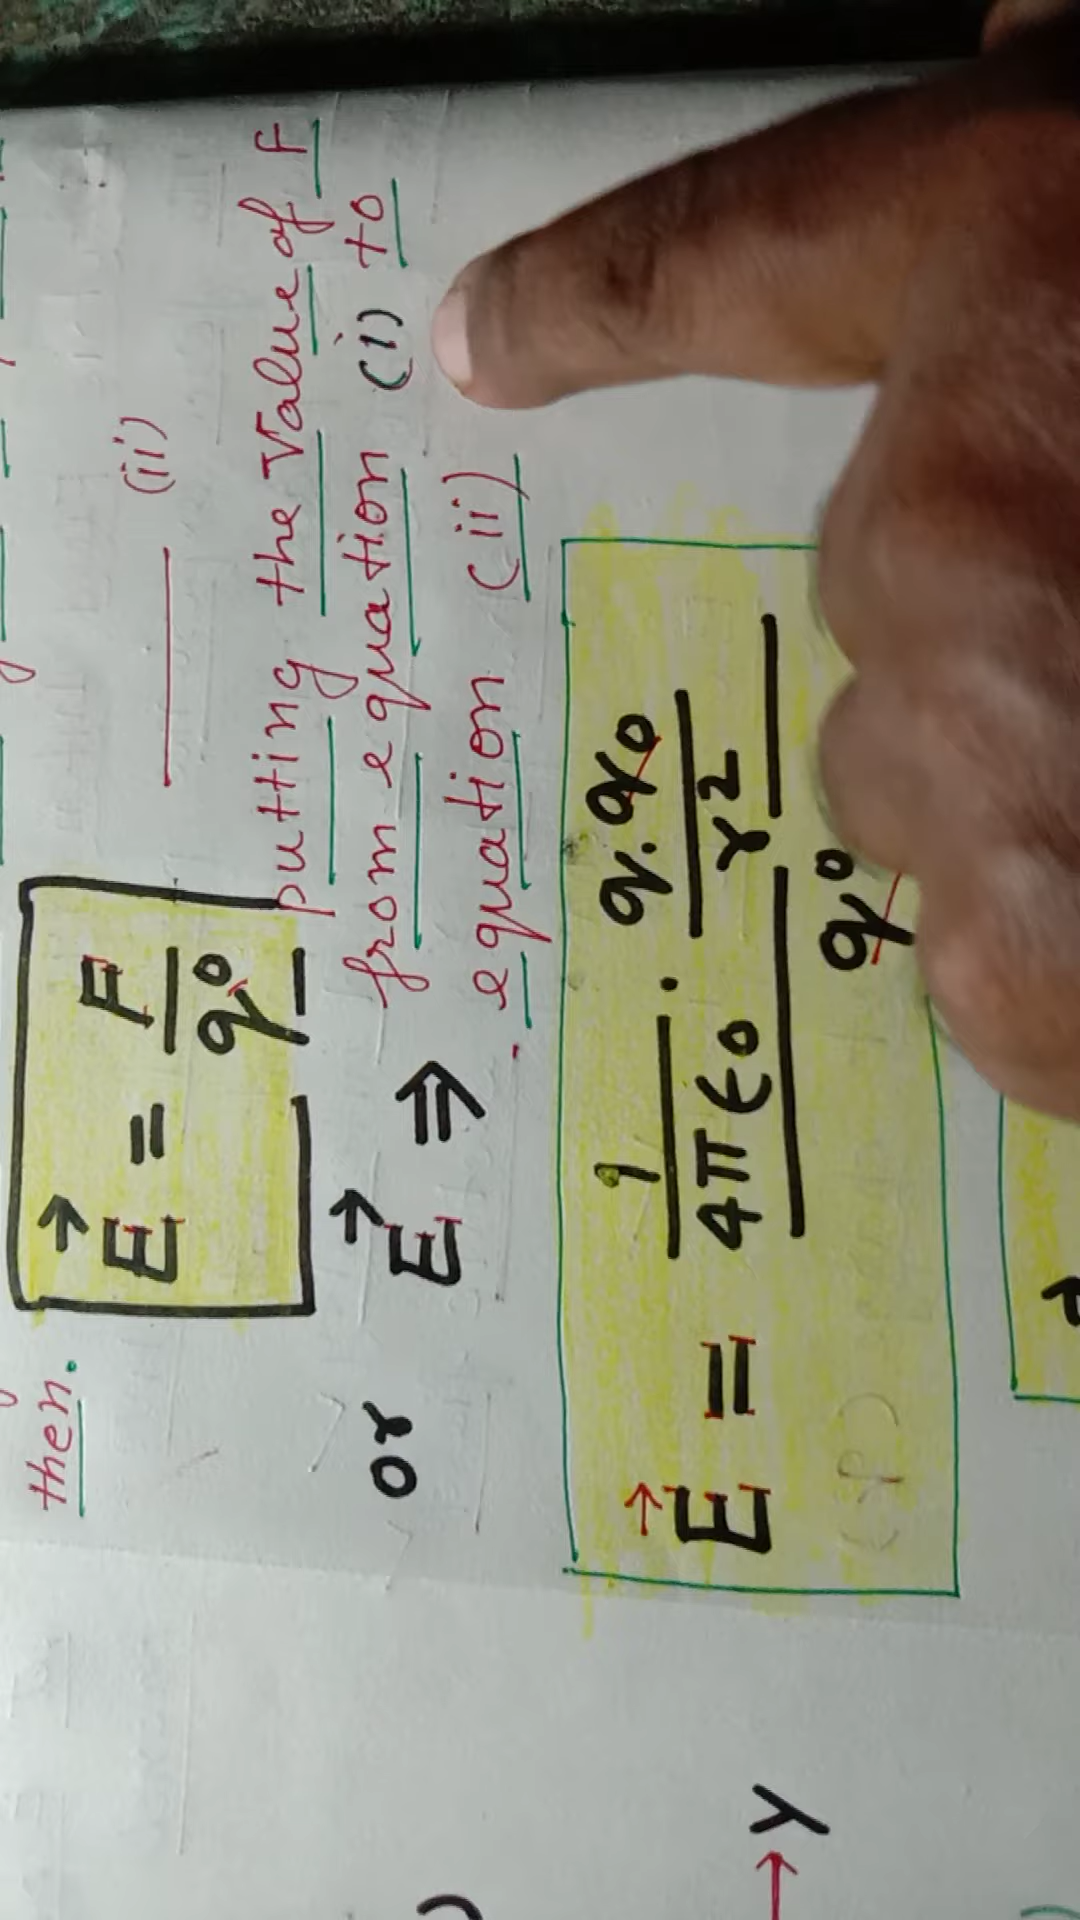 then.
E⃗ = F/q₀ —— (ii)
or E⃗ ⇒ putting the Value of F
from equation (i) to
equation (ii)
E⃗ = (1/4πϵ₀ · q.q₀/r²)/q₀
→ Y